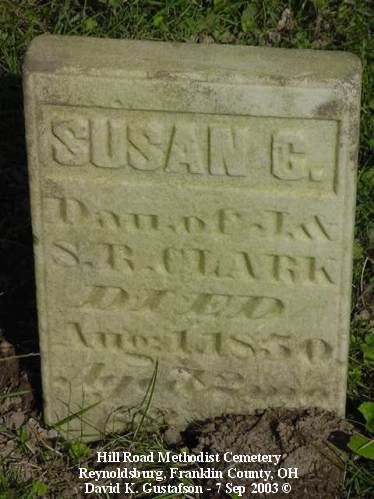 SUSAN C.
Dau. of J. &
S. R. CLARK
DIED
Aug. 1, 1850
Hill Road Methodist Cemetery
Reynoldsburg, Franklin County, OH
David K. Gustafson - 7 Sep 2003 ©